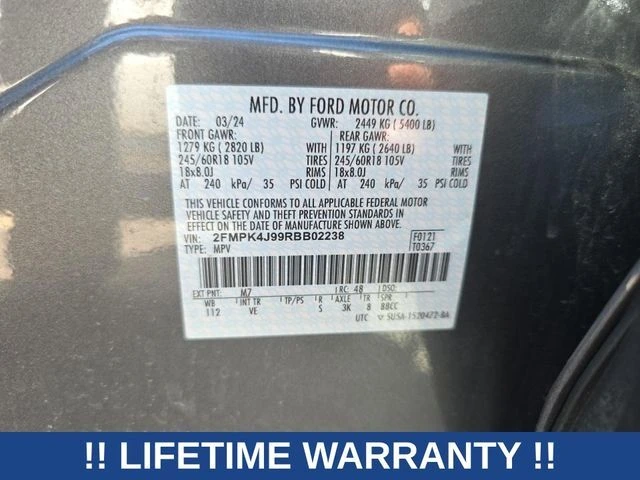 MFD. BY FORD MOTOR CO.
DATE: 03/24 GVWR: 2449 KG ( 5400 LB)
FRONT GAWR: REAR GAWR:
1279 KG ( 2820 LB) 1197 KG ( 2640 LB)
245/60R18 105V TIRES 245/60R18 105V TIRES
18x8.0J RIMS 18x8.0J RIMS
AT 240 kPa/ 35 PSI COLD AT 240 kPa/ 35 PSI COLD
THIS VEHICLE CONFORMS TO ALL APPLICABLE FEDERAL MOTOR
VEHICLE SAFETY AND THEFT PREVENTION STANDARDS IN
EFFECT ON THE DATE OF MANUFACTURE SHOWN ABOVE.
VIN: 2FMPK4J99RBB02238 F0121
TYPE: MPV T0367
EXT PNT: M7 RC: 48 DSO:
WB INT TR TP/PS R AXLE TR SPR
112 VE S 3K 8 BBCC
UTC 5U5A-1520472-BA
!! LIFETIME WARRANTY !!